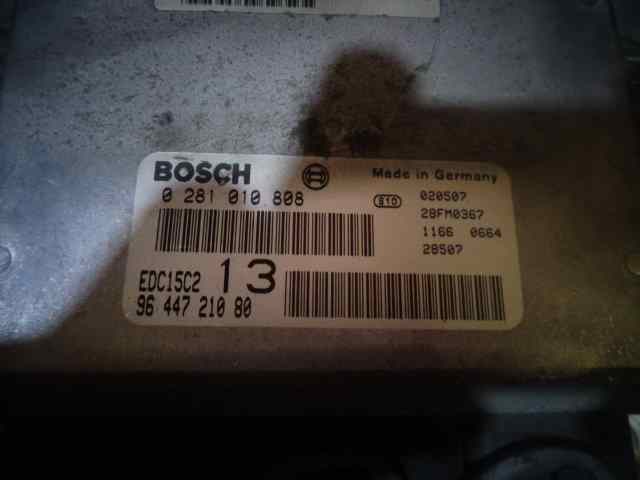 BOSCH
Made in Germany
0 281 010 808
610
020507
28FM0367
1166 0664
28507
EDC15C2 13
96 447 210 80